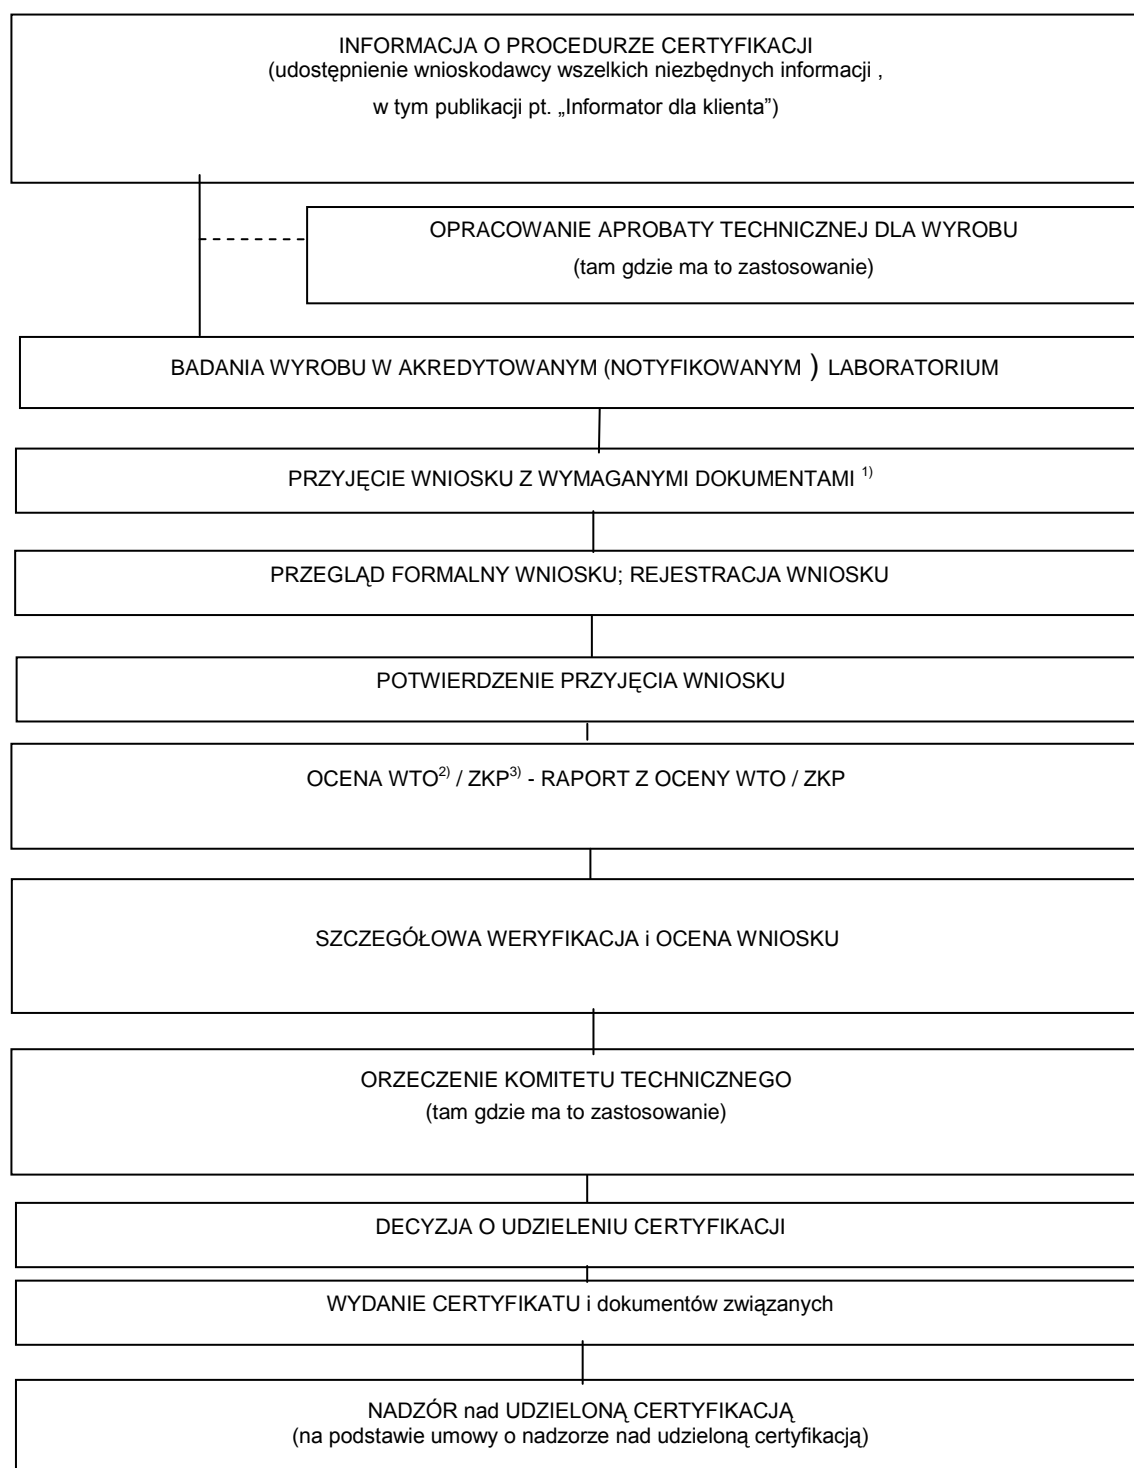 INFORMACJA O PROCEDURZE CERTYFIKACJI
(udostępnienie wnioskodawcy wszelkich niezbędnych informacji ,
w tym publikacji pt. „Informator dla klienta”)
OPRACOWANIE APROBATY TECHNICZNEJ DLA WYROBU
(tam gdzie ma to zastosowanie)
BADANIA WYROBU W AKREDYTOWANYM (NOTYFIKOWANYM ) LABORATORIUM
PRZYJĘCIE WNIOSKU Z WYMAGANYMI DOKUMENTAMI 1)
PRZEGLĄD FORMALNY WNIOSKU; REJESTRACJA WNIOSKU
POTWIERDZENIE PRZYJĘCIA WNIOSKU
OCENA WTO2) / ZKP3) - RAPORT Z OCENY WTO / ZKP
SZCZEGÓŁOWA WERYFIKACJA i OCENA WNIOSKU
ORZECZENIE KOMITETU TECHNICZNEGO
(tam gdzie ma to zastosowanie)
DECYZJA O UDZIELENIU CERTYFIKACJI
WYDANIE CERTYFIKATU i dokumentów związanych
NADZÓR nad UDZIELONĄ CERTYFIKACJĄ
(na podstawie umowy o nadzorze nad udzieloną certyfikacją)